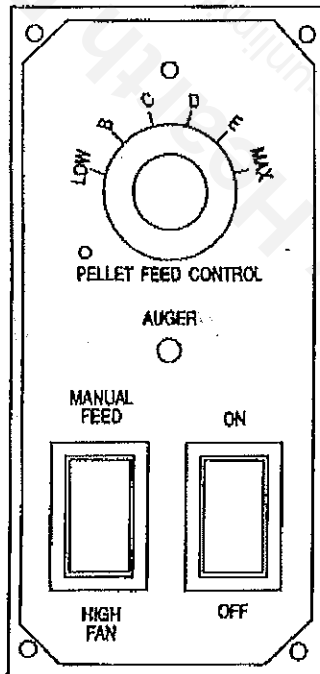 LOW B C D E MAX
PELLET FEED CONTROL
AUGER
MANUAL
FEED
ON
HIGH
FAN
OFF